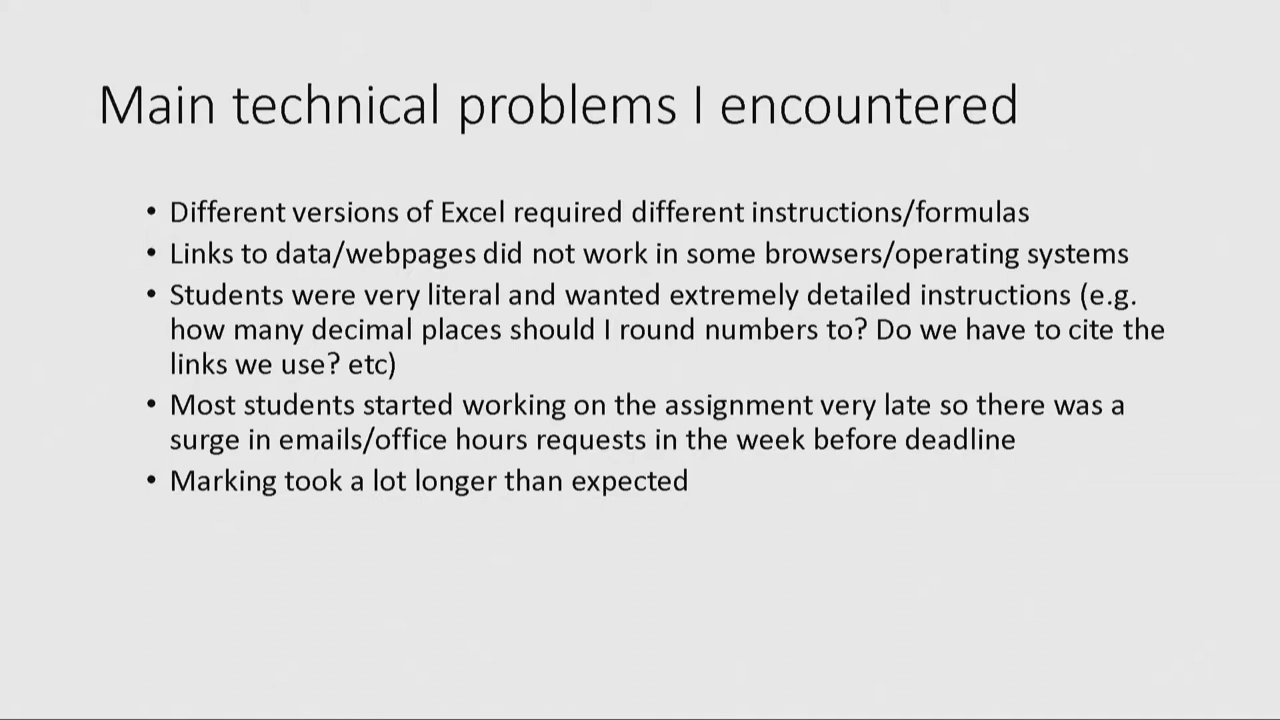 Main technical problems I encountered
• Different versions of Excel required different instructions/formulas
• Links to data/webpages did not work in some browsers/operating systems
• Students were very literal and wanted extremely detailed instructions (e.g.
how many decimal places should I round numbers to? Do we have to cite the
links we use? etc)
• Most students started working on the assignment very late so there was a
surge in emails/office hours requests in the week before deadline
• Marking took a lot longer than expected